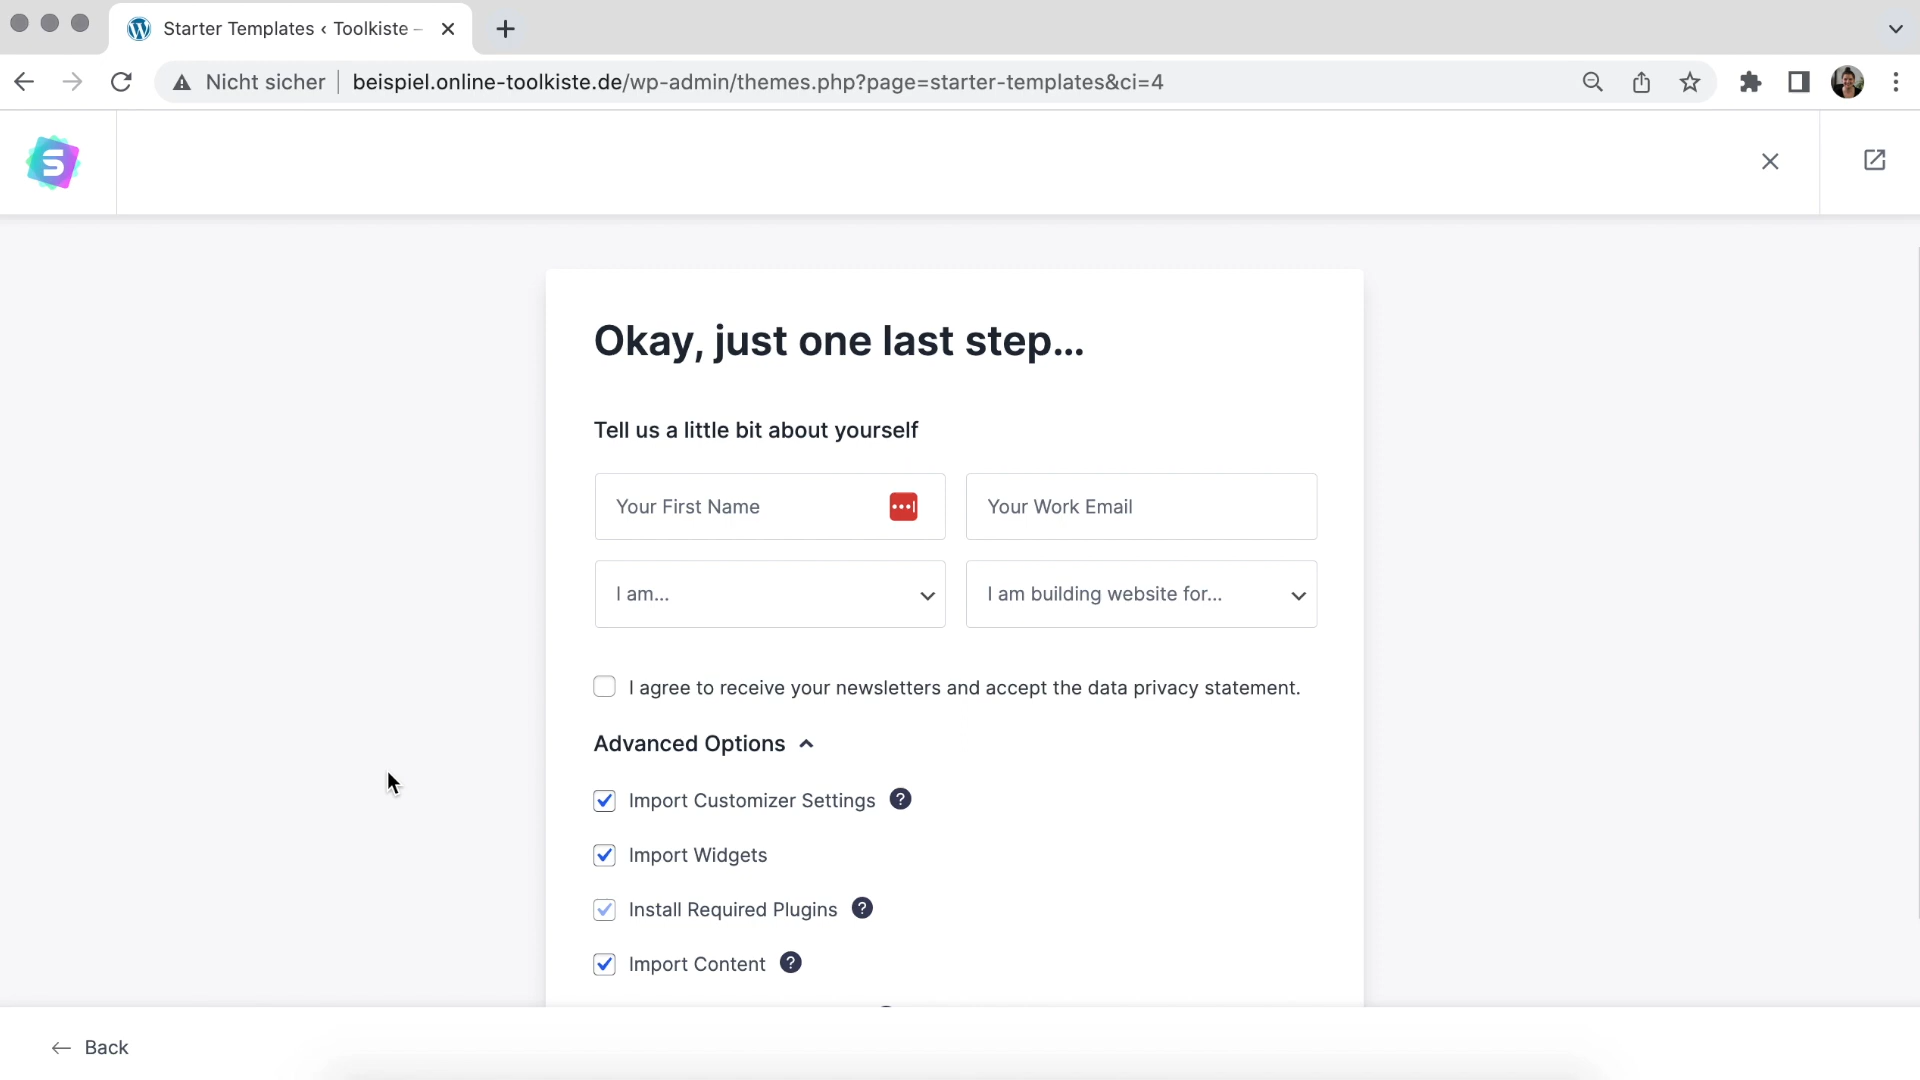 Starter Templates ‹ Toolkiste –
Nicht sicher
beispiel.online-toolkiste.de/wp-admin/themes.php?page=starter-templates&ci=4
Okay, just one last step...
Tell us a little bit about yourself
Your First Name
Your Work Email
I am...
I am building website for...
I agree to receive your newsletters and accept the data privacy statement.
Advanced Options
Import Customizer Settings ?
Import Widgets
Install Required Plugins ?
Import Content ?
← Back